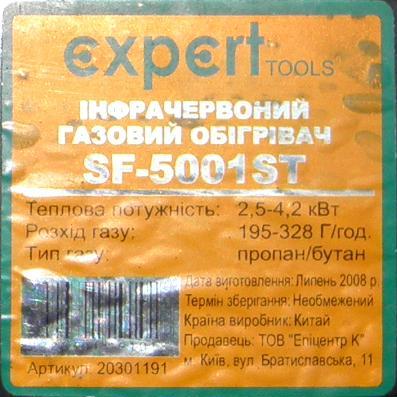 expert TOOLS
ІНФРАЧЕРВОНИЙ
ГАЗОВИЙ ОБІГРІВАЧ
SF-5001ST
Теплова потужність: 2,5-4,2 кВт
Розхід газу: 195-328 Г/год.
Тип газу: пропан/бутан
Дата виготовлення: Липень 2008 р.
Термін зберігання: Необмежений
Країна виробник: Китай
Продавець: ТОВ "Епіцентр К"
м. Київ, вул. Братиславська, 11
Артикул: 20301191